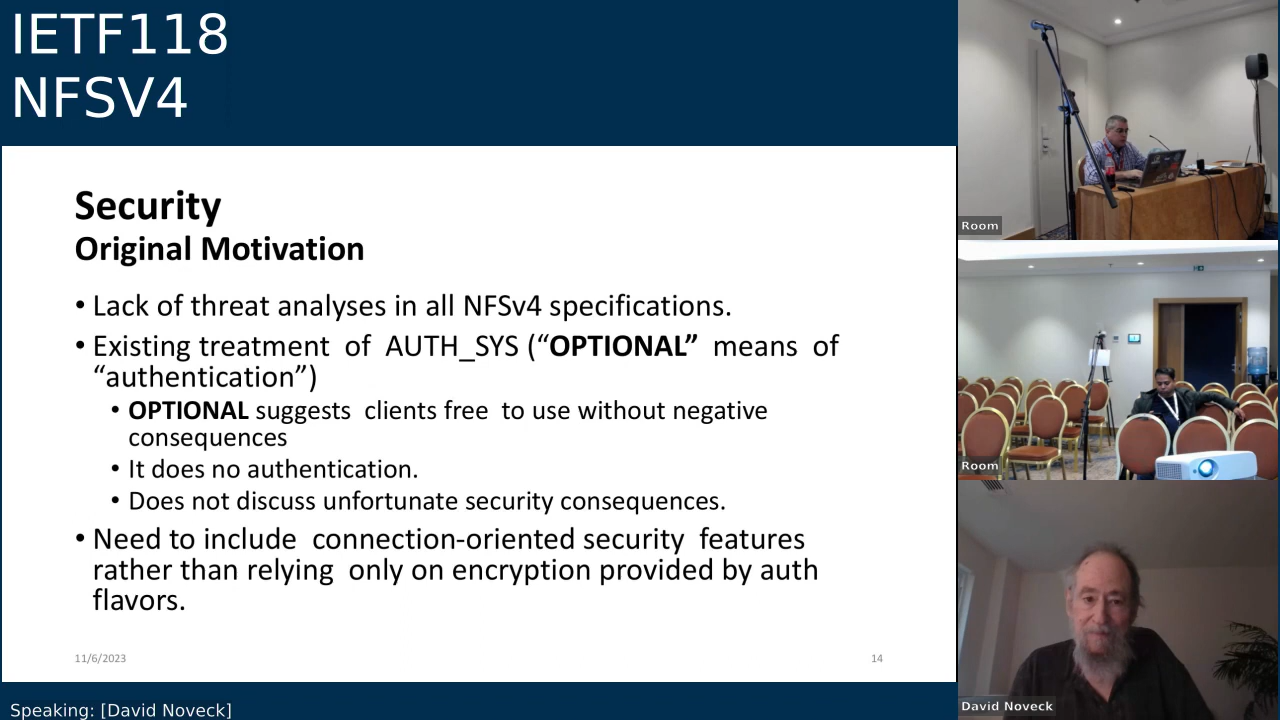 IETF118
NFSV4
Security
Original Motivation
• Lack of threat analyses in all NFSv4 specifications.
• Existing treatment of AUTH_SYS (“OPTIONAL” means of
“authentication”)
• OPTIONAL suggests clients free to use without negative
consequences
• It does no authentication.
• Does not discuss unfortunate security consequences.
• Need to include connection-oriented security features
rather than relying only on encryption provided by auth
flavors.
11/6/2023
14
Speaking: [David Noveck]
Room
Room
David Noveck